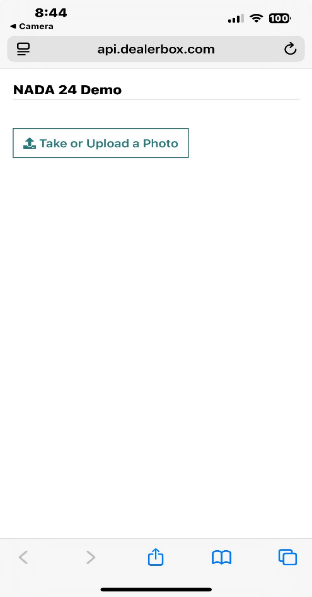 8:44
100
◀ Camera
api.dealerbox.com
NADA 24 Demo
Take or Upload a Photo